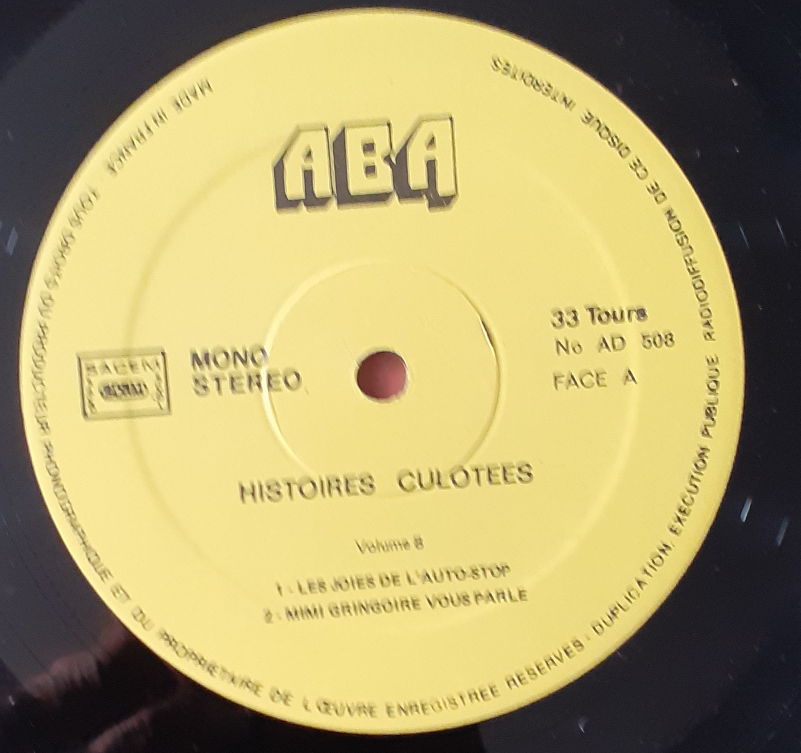 ABA
MONO
STEREO
SACEM
33 Tours
No AD 508
FACE A
HISTOIRES CULOTEES
Volume 8
1 - LES JOIES DE L'AUTO-STOP
2 - MIMI GRINGOIRE VOUS PARLE
MADE IN FRANCE TOUS DROITS DU PRODUCTEUR PHONOGRAPHIQUE ET DU PROPRIETAIRE DE L'ŒUVRE ENREGISTREE RESERVES - DUPLICATION, EXECUTION PUBLIQUE RADIODIFFUSION DE CE DISQUE INTERDITES